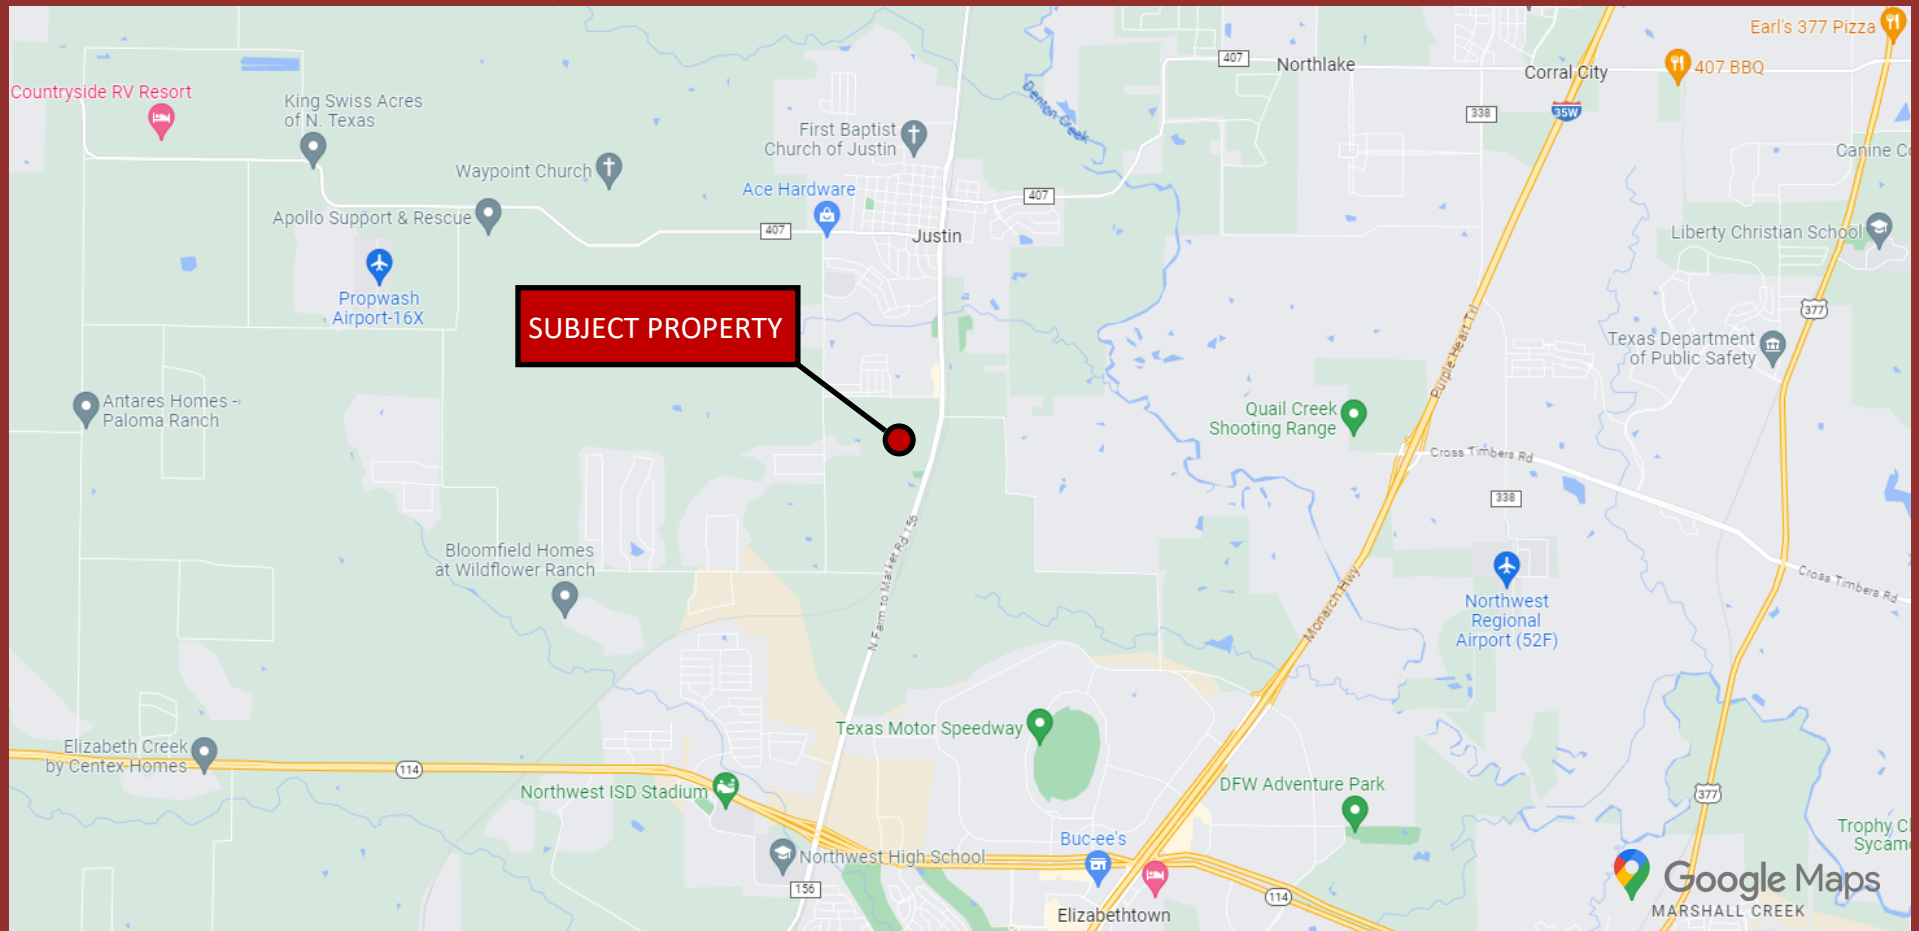 Earl's 377 Pizza
407
Northlake
Corral City
407 BBQ
Countryside RV Resort
King Swiss Acres
of N. Texas
Denton Creek
338
35W
First Baptist
Church of Justin
Canine
Waypoint Church
Ace Hardware
407
Apollo Support & Rescue
407
Justin
Liberty Christian School
Propwash
Airport-16X
SUBJECT PROPERTY
Purple Heart Trl
377
Texas Department
of Public Safety
Antares Homes -
Paloma Ranch
Quail Creek
Shooting Range
Cross Timbers Rd
338
N Farm to Market Rd 156
Bloomfield Homes
at Wildflower Ranch
Monarch Hwy
Cross Timbers Rd
Northwest
Regional
Airport (52F)
Texas Motor Speedway
Elizabeth Creek
by Centex Homes
114
Northwest ISD Stadium
DFW Adventure Park
377
Buc-ee's
Trophy
Northwest High School
156
114
Elizabethtown
Google Maps
MARSHALL CREEK